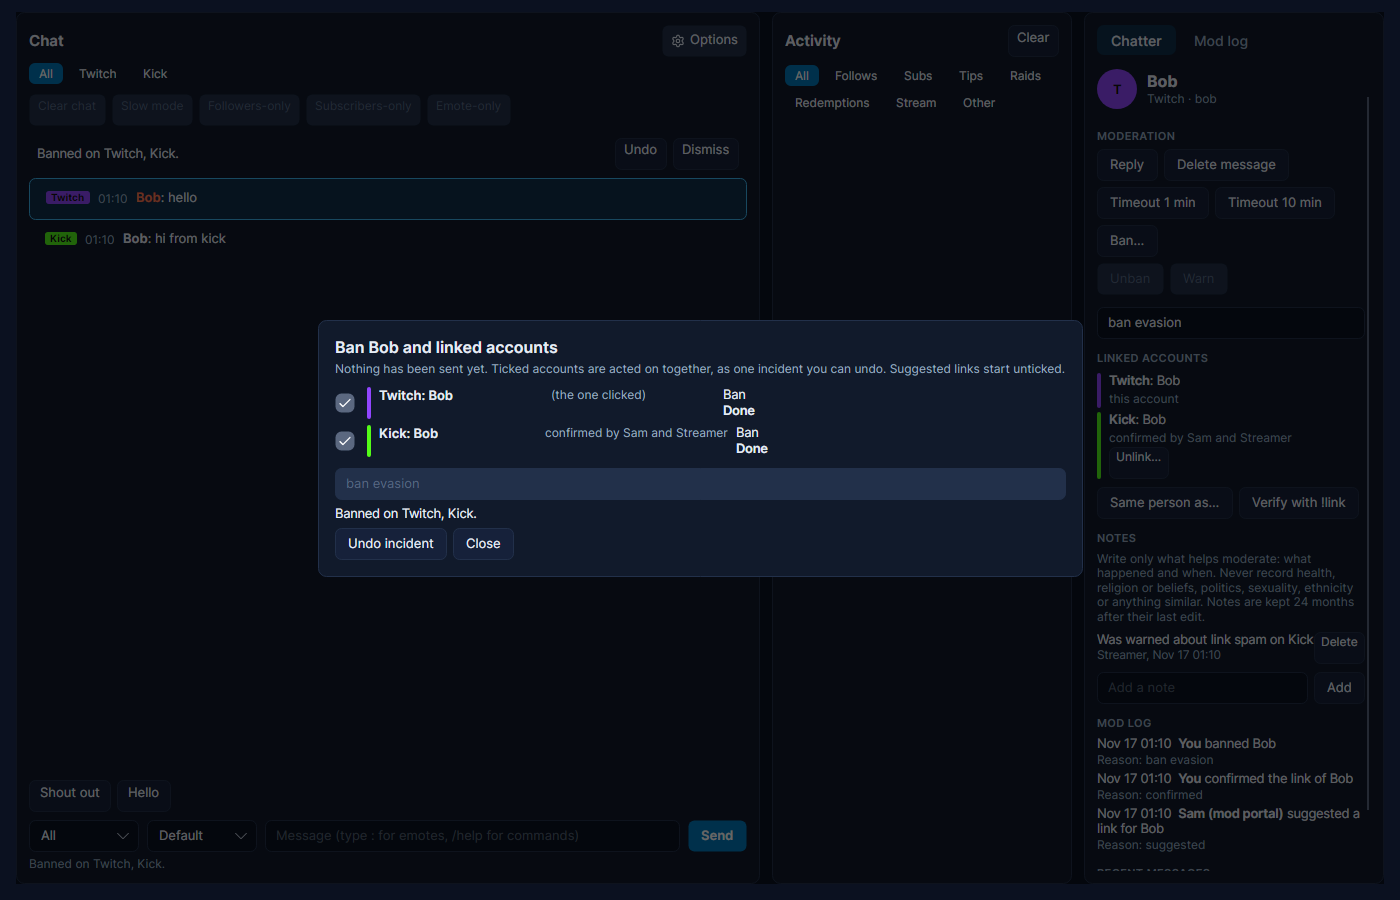 Chat
Options
All Twitch Kick
Clear chat Slow mode Followers-only Subscribers-only Emote-only
Banned on Twitch, Kick.
Undo Dismiss
Twitch 01:10 Bob: hello
Kick 01:10 Bob: hi from kick
Shout out Hello
All Default Message (type : for emotes, /help for commands) Send
Banned on Twitch, Kick.
Activity
Clear
All Follows Subs Tips Raids
Redemptions Stream Other
Ban Bob and linked accounts
Nothing has been sent yet. Ticked accounts are acted on together, as one incident you can undo. Suggested links start unticked.
Twitch: Bob (the one clicked) Ban
Done
Kick: Bob confirmed by Sam and Streamer Ban
Done
ban evasion
Banned on Twitch, Kick.
Undo incident Close
Chatter Mod log
T
Bob
Twitch · bob
MODERATION
Reply Delete message
Timeout 1 min Timeout 10 min
Ban...
Unban Warn
ban evasion
LINKED ACCOUNTS
Twitch: Bob
this account
Kick: Bob
confirmed by Sam and Streamer
Unlink...
Same person as... Verify with llink
NOTES
Write only what helps moderate: what
happened and when. Never record health,
religion or beliefs, politics, sexuality, ethnicity
or anything similar. Notes are kept 24 months
after their last edit.
Was warned about link spam on Kick
Streamer, Nov 17 01:10
Delete
Add a note Add
MOD LOG
Nov 17 01:10 You banned Bob
Reason: ban evasion
Nov 17 01:10 You confirmed the link of Bob
Reason: confirmed
Nov 17 01:10 Sam (mod portal) suggested a
link for Bob
Reason: suggested
RECENT MESSAGES